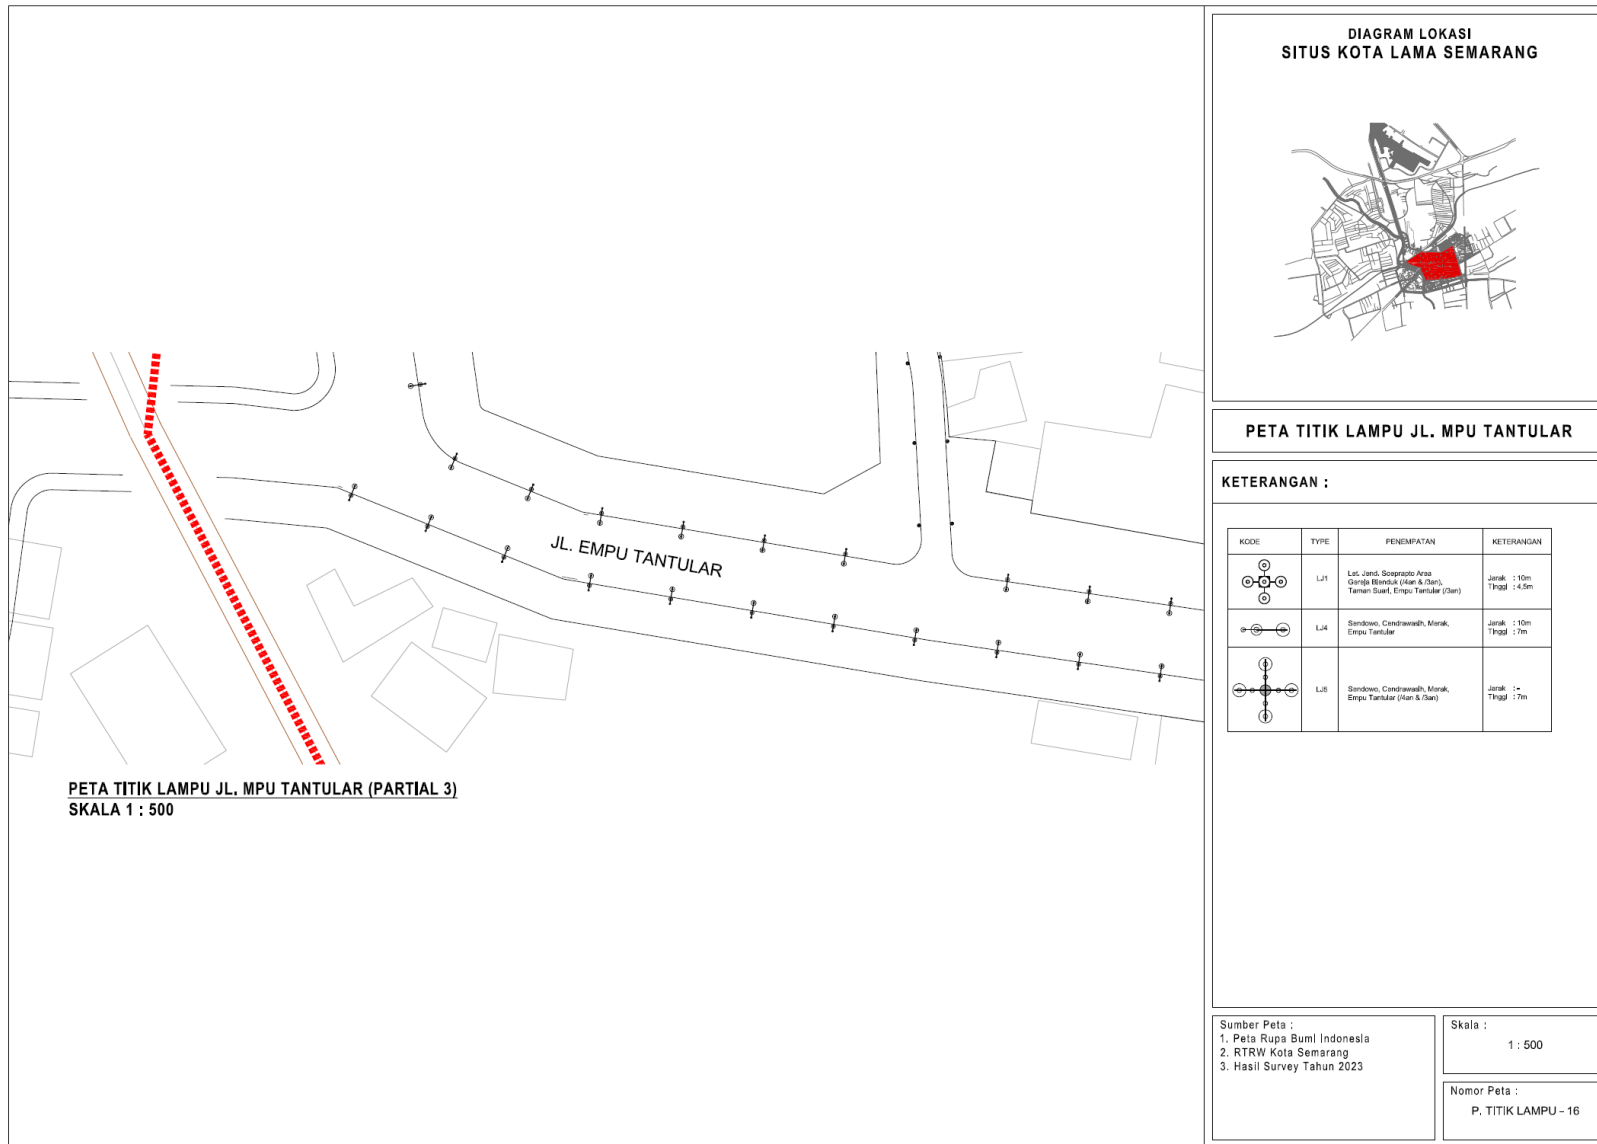 DIAGRAM LOKASI
SITUS KOTA LAMA SEMARANG
PETA TITIK LAMPU JL. MPU TANTULAR
KETERANGAN :
KODE TYPE PENEMPATAN KETERANGAN
LJ1
Let. Jend. Soeprapto Area
Gereja Blenduk (/4an & /3an),
Taman Suari, Empu Tantular (/3an)
Jarak : 10m
Tinggi : 4,5m
LJ4
Sendowo, Cendrawasih, Merak,
Empu Tantular
Jarak : 10m
Tinggi : 7m
LJ5
Sendowo, Cendrawasih, Merak,
Empu Tantular (/4an & /3an)
Jarak : -
Tinggi : 7m
JL. EMPU TANTULAR
PETA TITIK LAMPU JL. MPU TANTULAR (PARTIAL 3)
SKALA 1 : 500
Sumber Peta :
1. Peta Rupa Bumi Indonesia
2. RTRW Kota Semarang
3. Hasil Survey Tahun 2023
Skala :
1 : 500
Nomor Peta :
P. TITIK LAMPU - 16